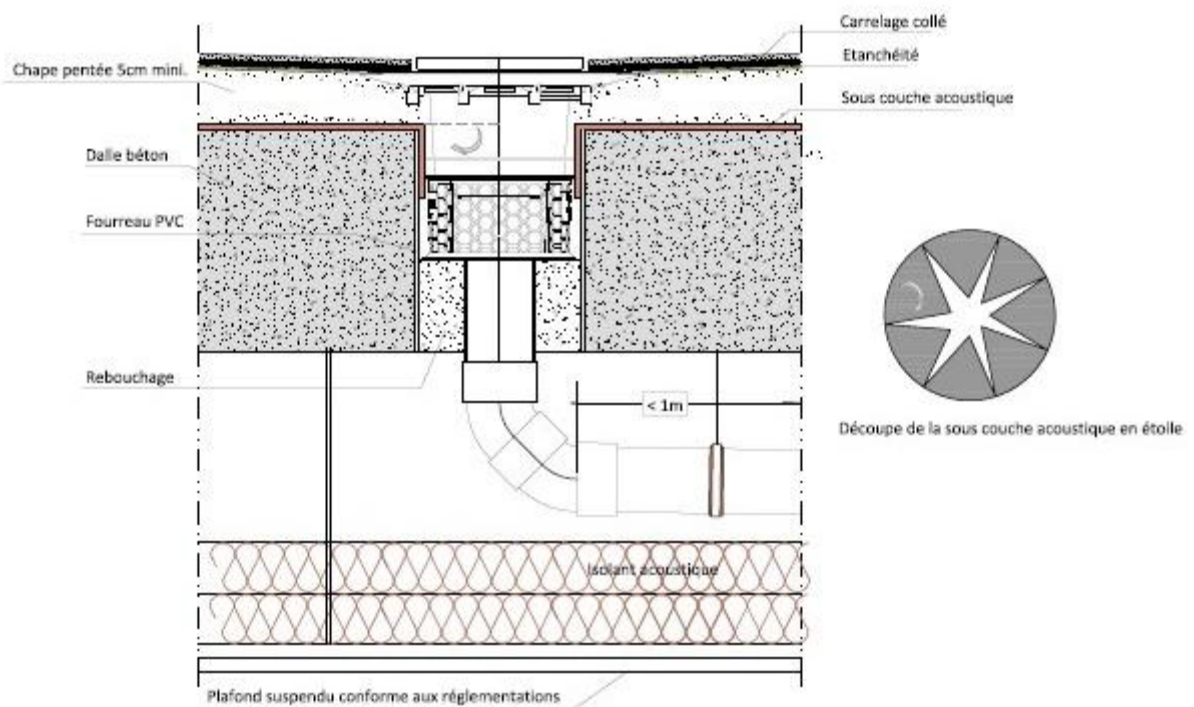 Carrelage collé
Etanchéité
Chape pentée 5cm mini.
Sous couche acoustique
Dalle béton
Fourreau PVC
Rebouchage
< 1m
Découpe de la sous couche acoustique en étoile
Isolant acoustique
Plafond suspendu conforme aux réglementations